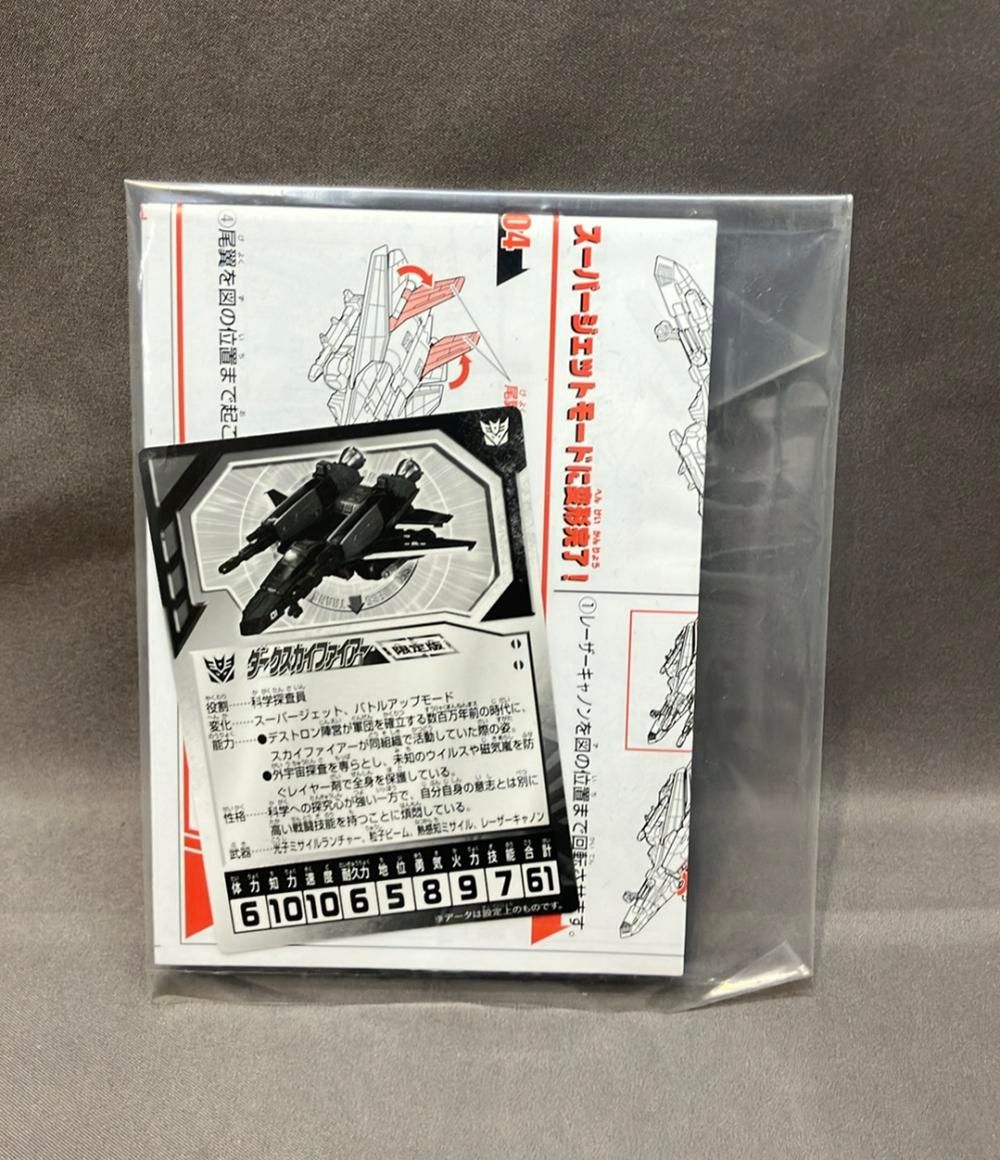 スーパージェットモードに変形完了！
へんけいかんりょう
04
④尾翼を図の位置まで起こ
①レーザーキャノンを図の位置まで回転させます。
ダークスカイファイアー 限定版
役割……科学探査員
変化……スーパージェット、バトルアップモード
能力……●デストロン陣営が軍団を確立する数百万年前の時代に、
スカイファイアーが同組織で活動していた際の姿。
●外宇宙探査を専らとし、未知のウイルスや磁気嵐を防
ぐレイヤー剤で全身を保護している。
性格……科学への探究心が強い一方で、自分自身の意志とは別に
高い戦闘技能を持つことに煩悶している。
武器……光子ミサイルランチャー、粒子ビーム、熱感知ミサイル、レーザーキャノン
体力 知力 速度 耐久力 地位 勇気 火力 技能 合計
6 10 10 6 5 8 9 7 61
※データは設定上のものです。